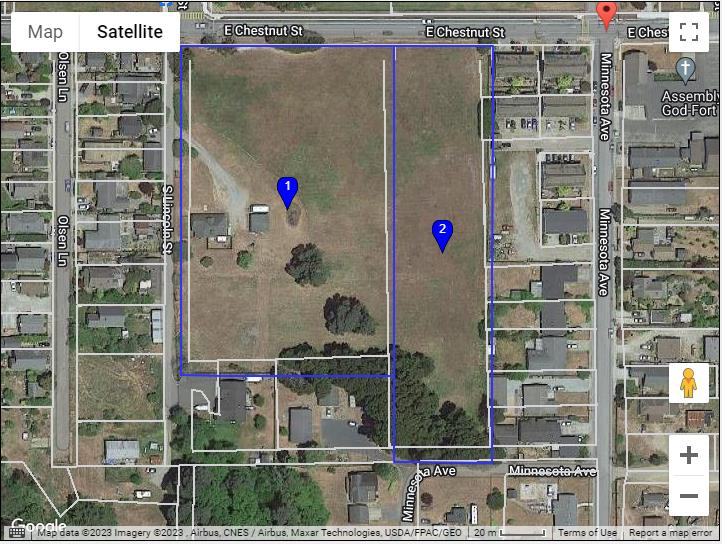 St
E Chestnut St
E Chestnut St
E Ches
Map
Satellite
Olsen Ln
Minnesota Ave
Assembly
God-Fort
1
S Lincoln St
Olsen Ln
2
Minnesota Ave
Minnesota Ave
Minnesota Ave
Google
Map data ©2023 Imagery ©2023 , Airbus, CNES / Airbus, Maxar Technologies, USDA/FPAC/GEO
20 m
Terms of Use
Report a map error